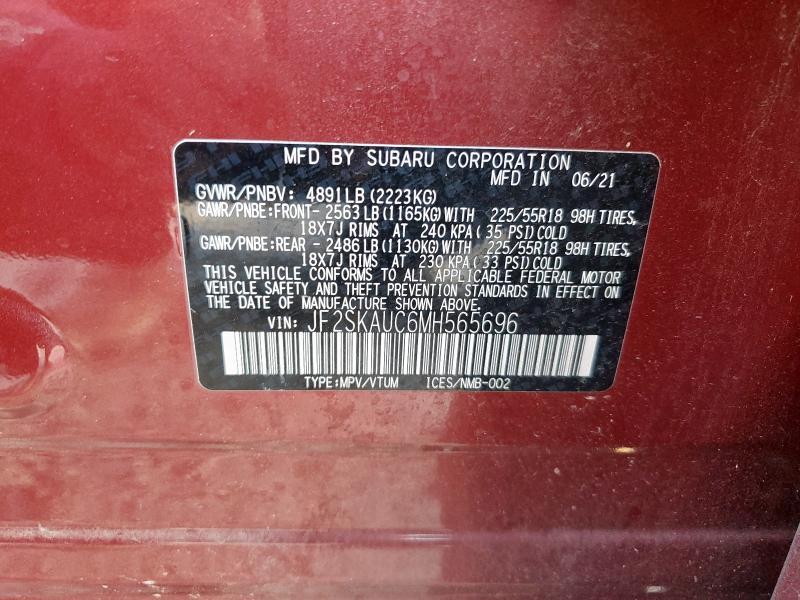 MFD BY SUBARU CORPORATION
MFD IN 06/21
GVWR/PNBV: 4891LB(2223KG)
GAWR/PNBE:FRONT- 2563LB(1165KG)WITH 225/55R18 98H TIRES,
18X7J RIMS AT 240 KPA(35 PSI)COLD
GAWR/PNBE:REAR - 2486LB(1130KG)WITH 225/55R18 98H TIRES,
18X7J RIMS AT 230 KPA(33 PSI)COLD
THIS VEHICLE CONFORMS TO ALL APPLICABLE FEDERAL MOTOR
VEHICLE SAFETY AND THEFT PREVENTION STANDARDS IN EFFECT ON
THE DATE OF MANUFACTURE SHOWN ABOVE.
VIN: JF2SKAUC6MH565696
TYPE:MPV/VTUM ICES/NMB-002